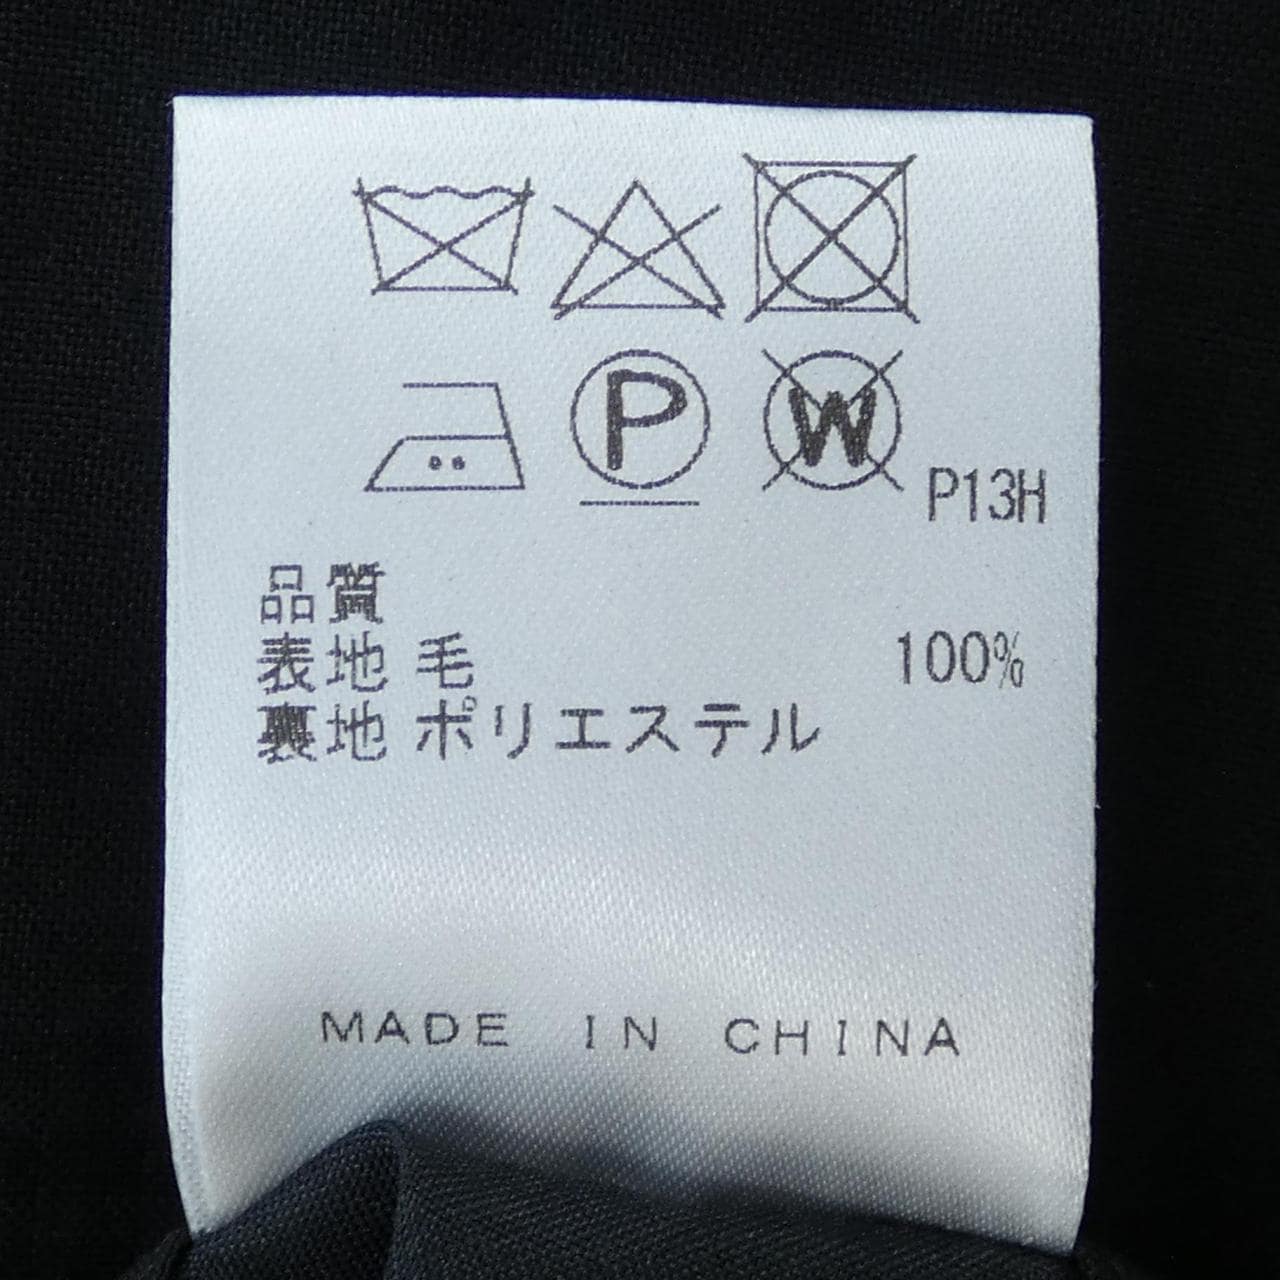 P
W
P13H
品質
表地 毛 100%
裏地 ポリエステル
MADE IN CHINA